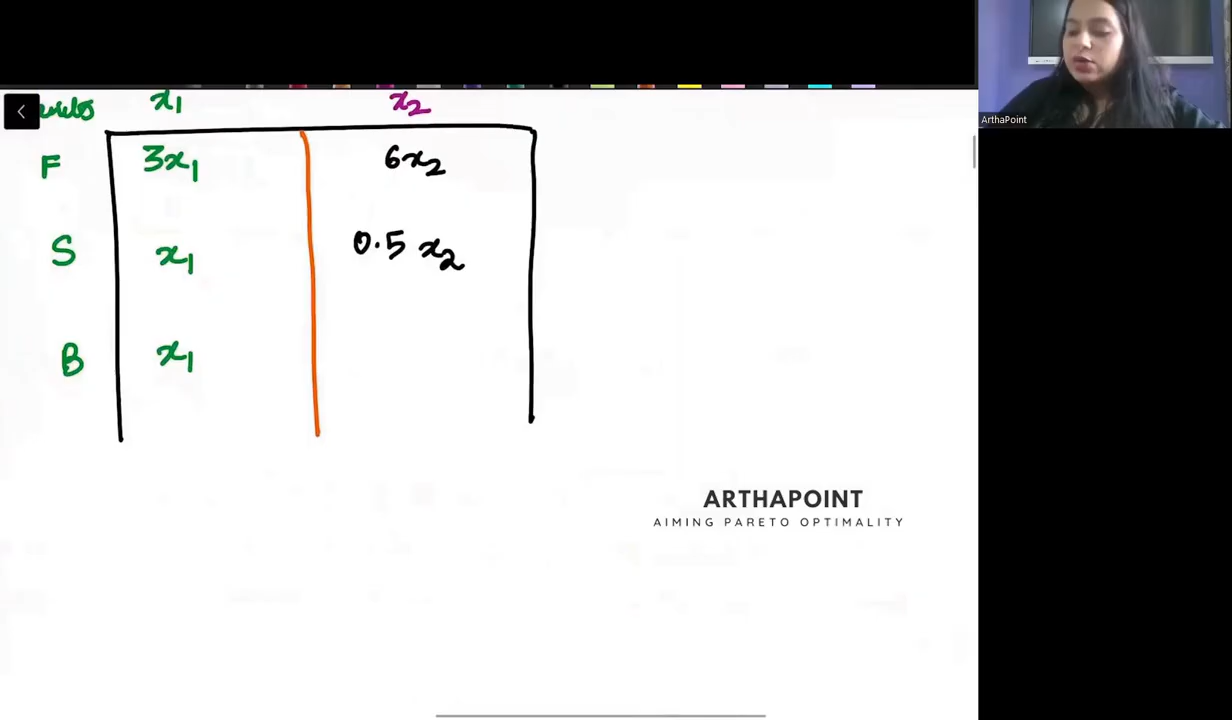 x₁ x₂
F 3x₁ 6x₂
S x₁ 0.5 x₂
B x₁
ARTHAPOINT
AIMING PARETO OPTIMALITY
ArthaPoint